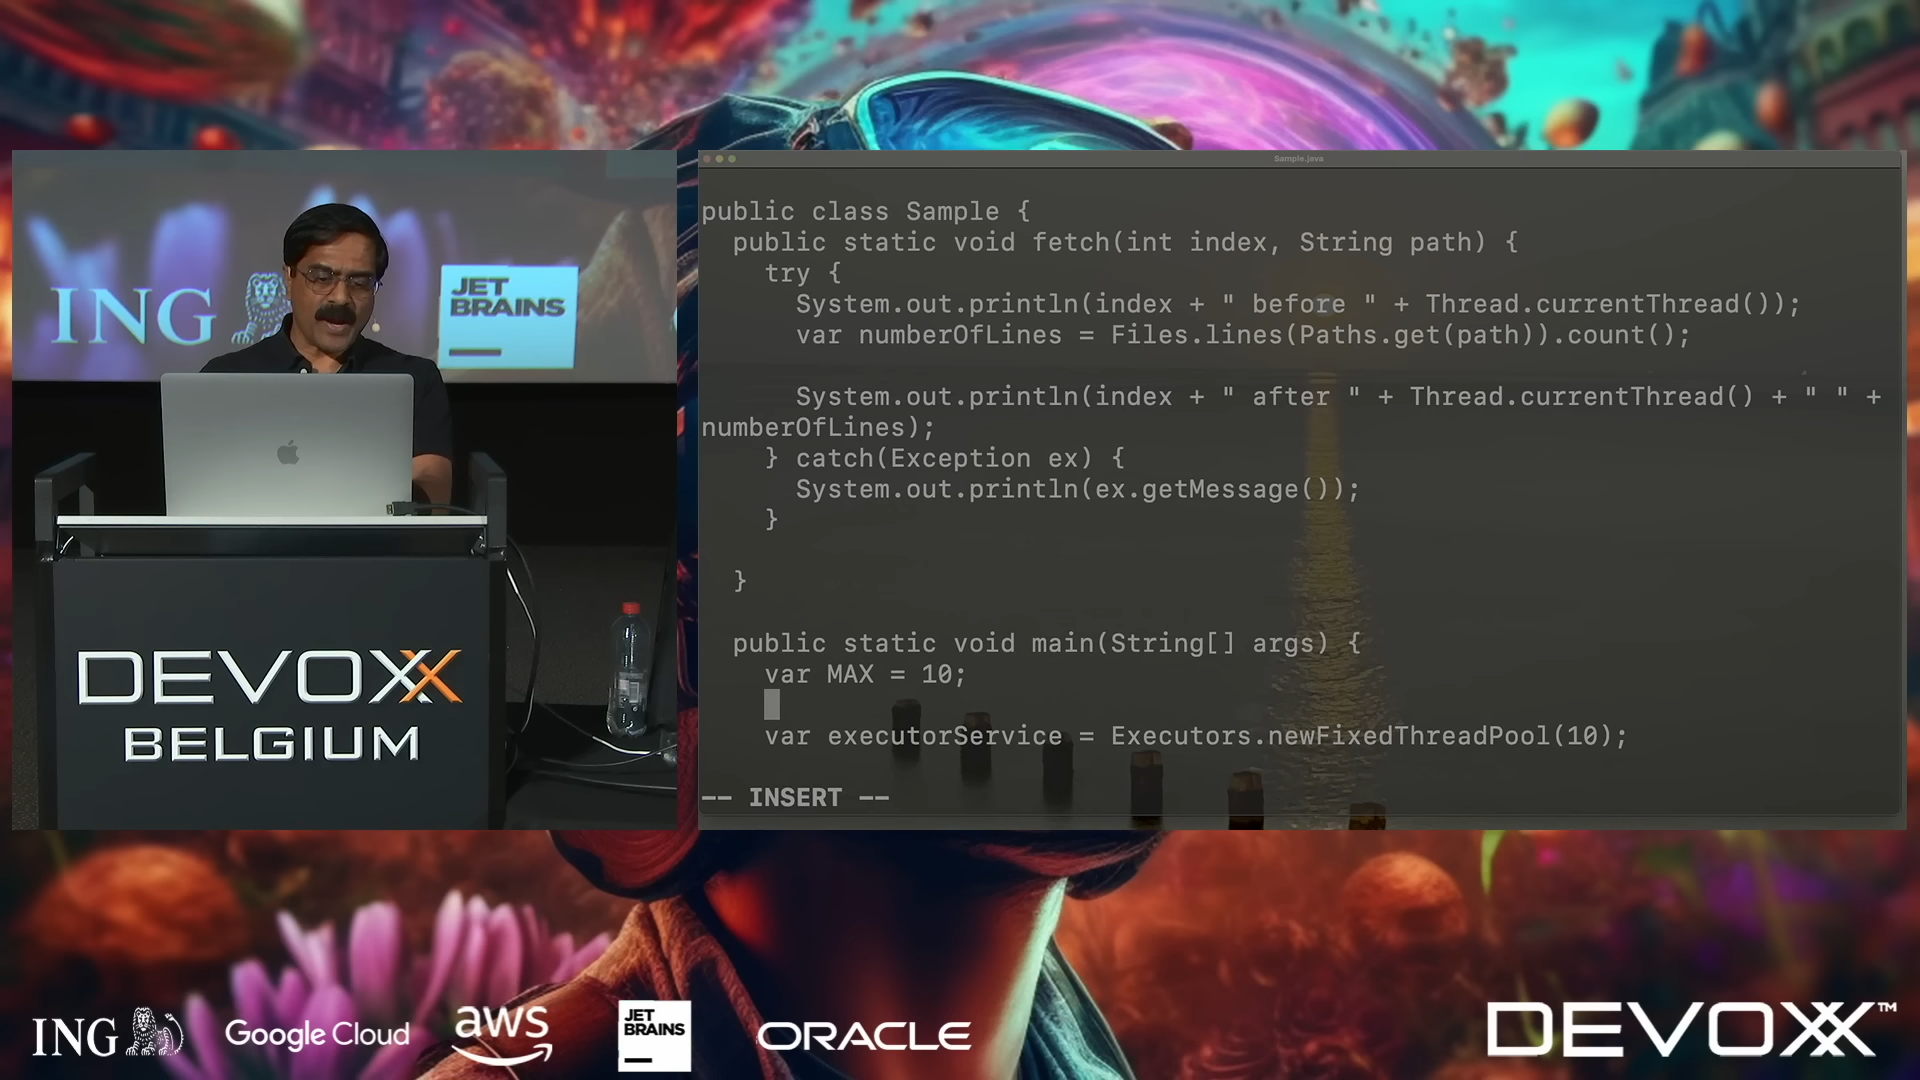 ING
JET
BRAINS
DEVOXX
BELGIUM
Sample.java
public class Sample {
public static void fetch(int index, String path) {
try {
System.out.println(index + " before " + Thread.currentThread());
var numberOfLines = Files.lines(Paths.get(path)).count();
System.out.println(index + " after " + Thread.currentThread() + " " +
numberOfLines);
} catch(Exception ex) {
System.out.println(ex.getMessage());
}
}
public static void main(String[] args) {
var MAX = 10;
var executorService = Executors.newFixedThreadPool(10);
-- INSERT --
ING
Google Cloud
aws
JET
BRAINS
ORACLE
DEVOXX™